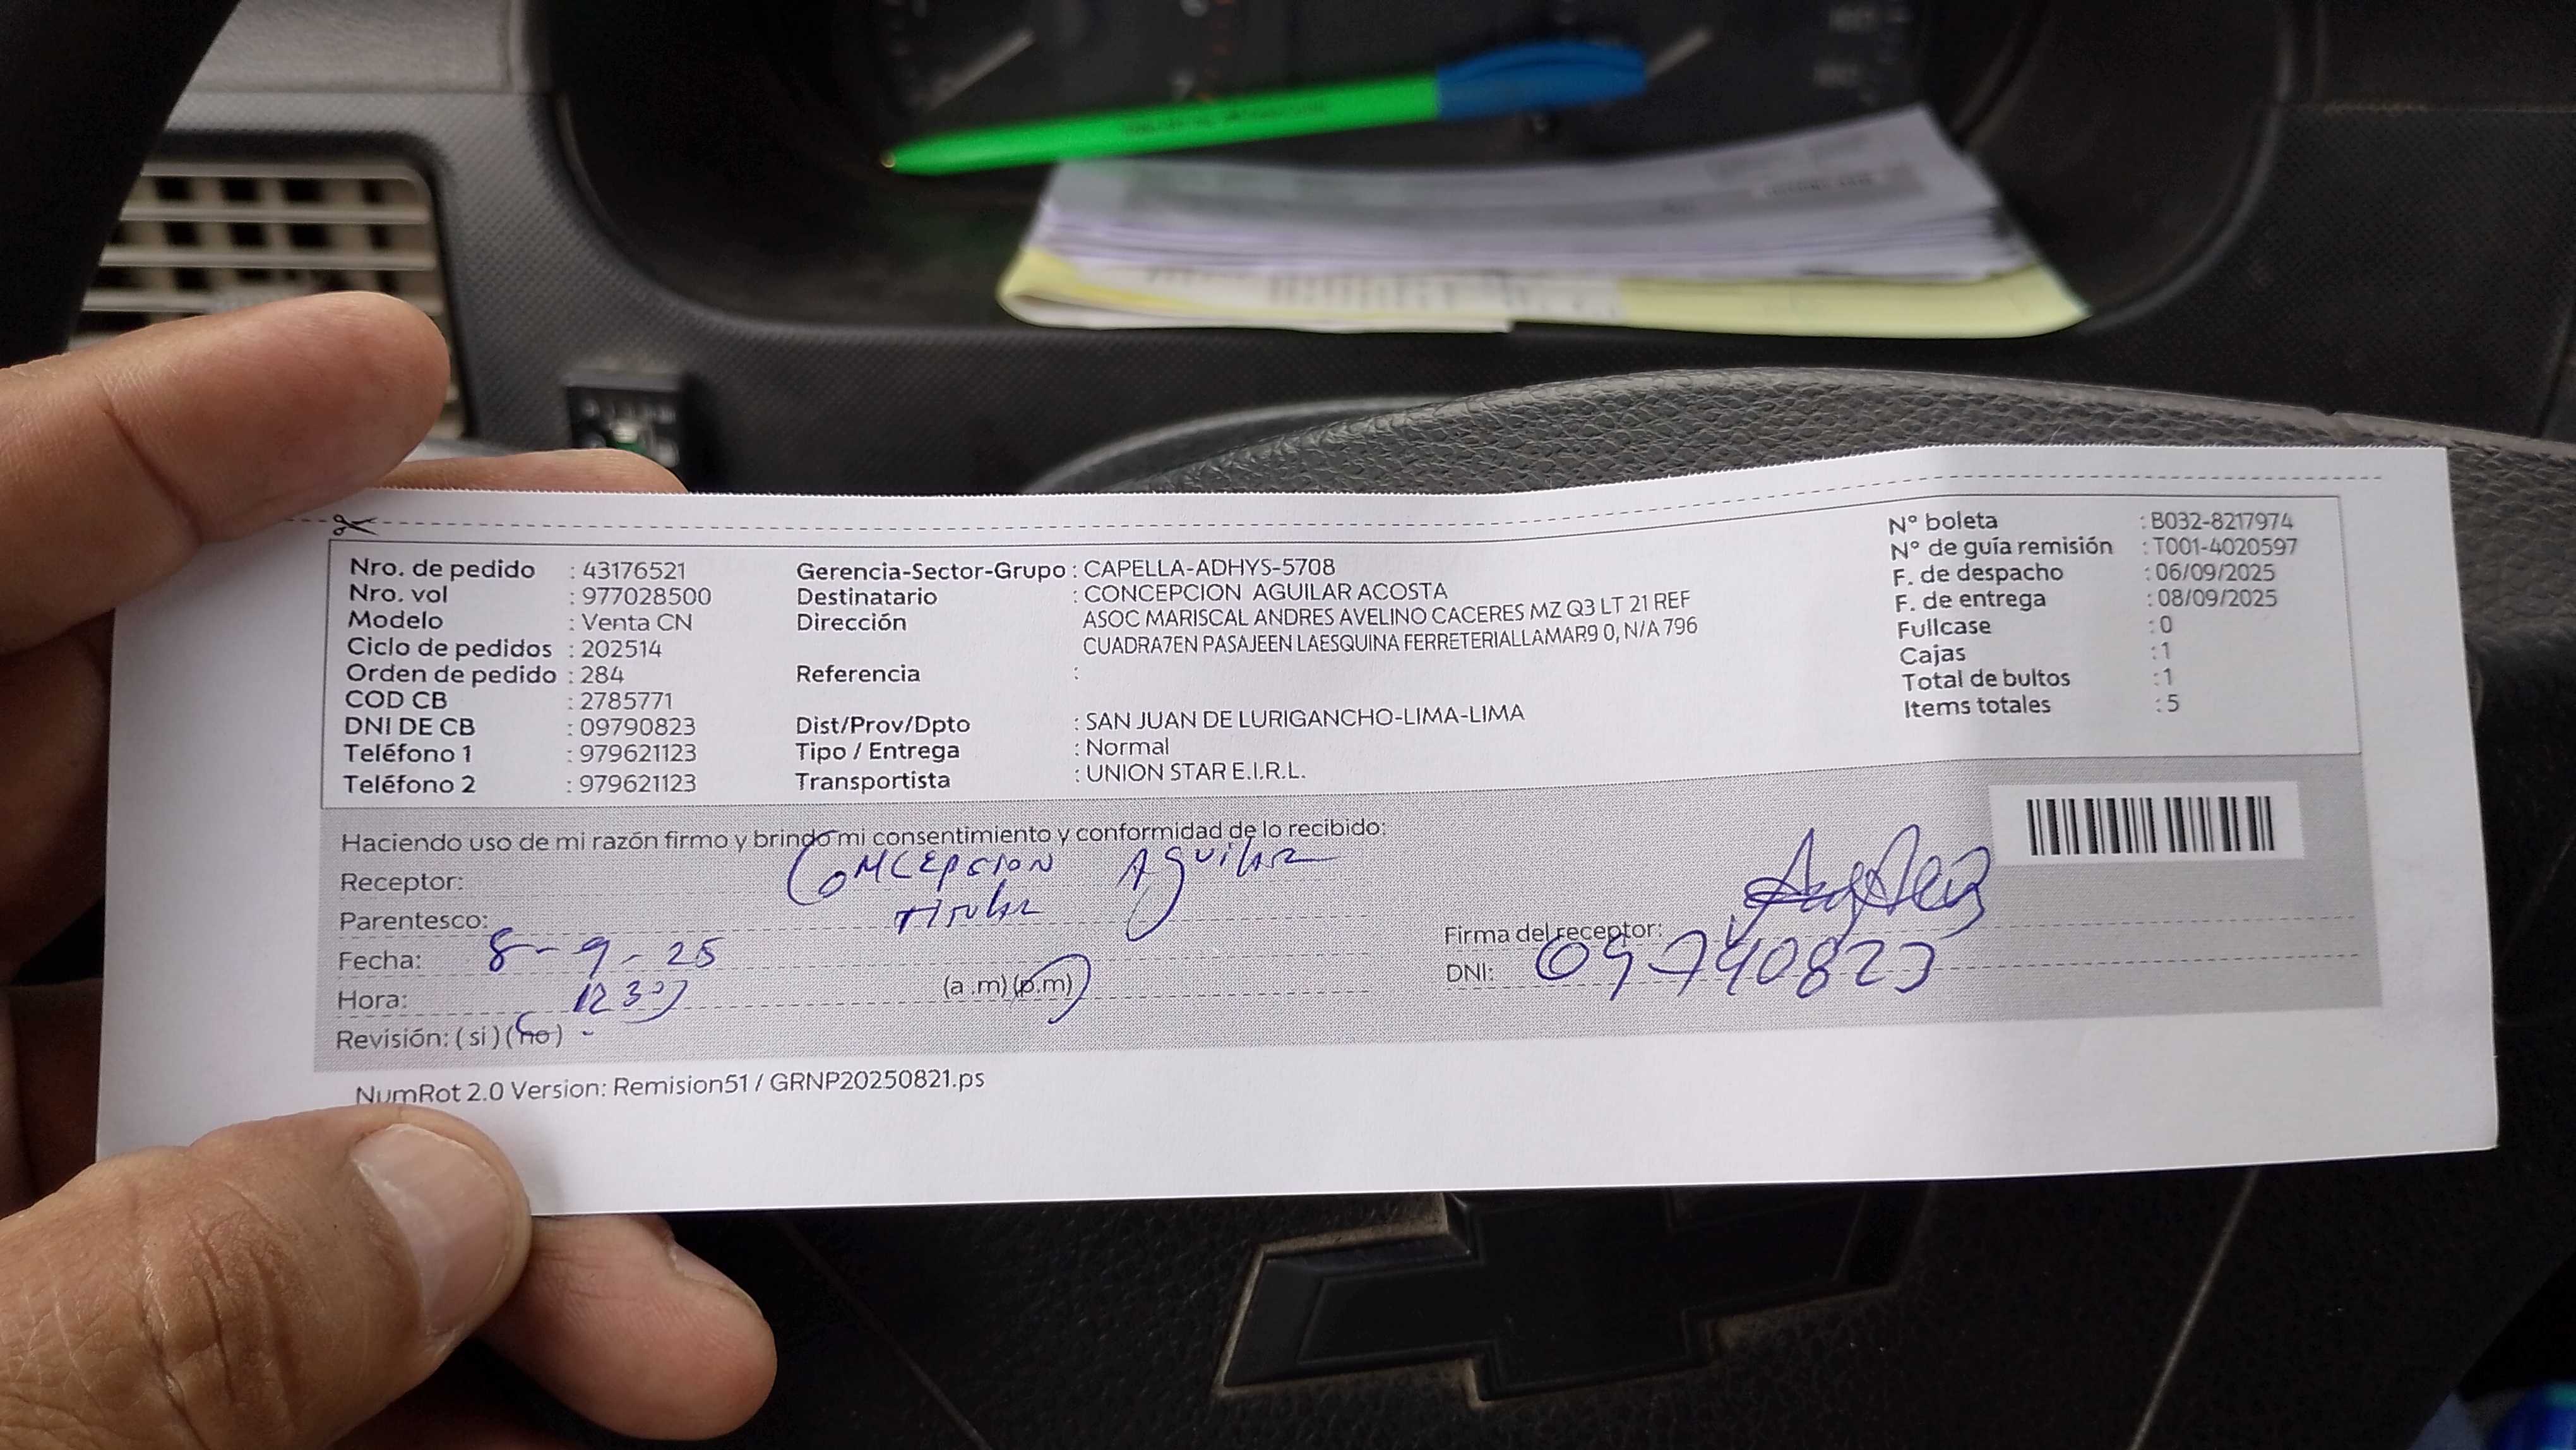 Nro. de pedido : 43176521
Nro. vol : 977028500
Modelo : Venta CN
Ciclo de pedidos : 202514
Orden de pedido : 284
COD CB : 2785771
DNI DE CB : 09790823
Teléfono 1 : 979621123
Teléfono 2 : 979621123
Gerencia-Sector-Grupo : CAPELLA-ADHYS-5708
Destinatario : CONCEPCION AGUILAR ACOSTA
Dirección : ASOC MARISCAL ANDRES AVELINO CACERES MZ Q3 LT 21 REF
CUADRA7EN PASAJEEN LAESQUINA FERRETERIALLAMAR9 0, N/A 796
Referencia :
Dist/Prov/Dpto : SAN JUAN DE LURIGANCHO-LIMA-LIMA
Tipo / Entrega : Normal
Transportista : UNION STAR E.I.R.L.
N° boleta : B032-8217974
N° de guía remisión : T001-4020597
F. de despacho : 06/09/2025
F. de entrega : 08/09/2025
Fullcase : 0
Cajas : 1
Total de bultos : 1
Items totales : 5
Haciendo uso de mi razón firmo y brindo mi consentimiento y conformidad de lo recibido:
Receptor: Concepcion Aguilar
Parentesco: titular
Fecha: 8-9-25
Hora: 12 30 (a .m) (p.m)
Revisión: ( si ) (no) -
Firma del receptor:
DNI: 09790823
NumRot 2.0 Version: Remision51 / GRNP20250821.ps